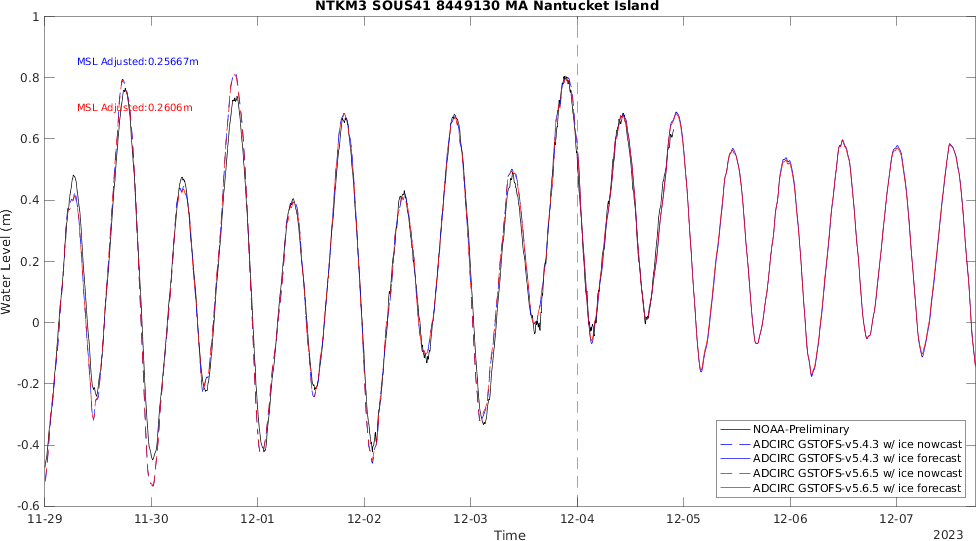 NTKM3 SOUS41 8449130 MA Nantucket Island
1
0.8
0.6
0.4
0.2
0
-0.2
-0.4
-0.6
Water Level (m)
MSL Adjusted:0.25667m
MSL Adjusted:0.2606m
NOAA-Preliminary
ADCIRC GSTOFS-v5.4.3 w/ ice nowcast
ADCIRC GSTOFS-v5.4.3 w/ ice forecast
ADCIRC GSTOFS-v5.6.5 w/ ice nowcast
ADCIRC GSTOFS-v5.6.5 w/ ice forecast
11-29 11-30 12-01 12-02 12-03 12-04 12-05 12-06 12-07
Time
2023